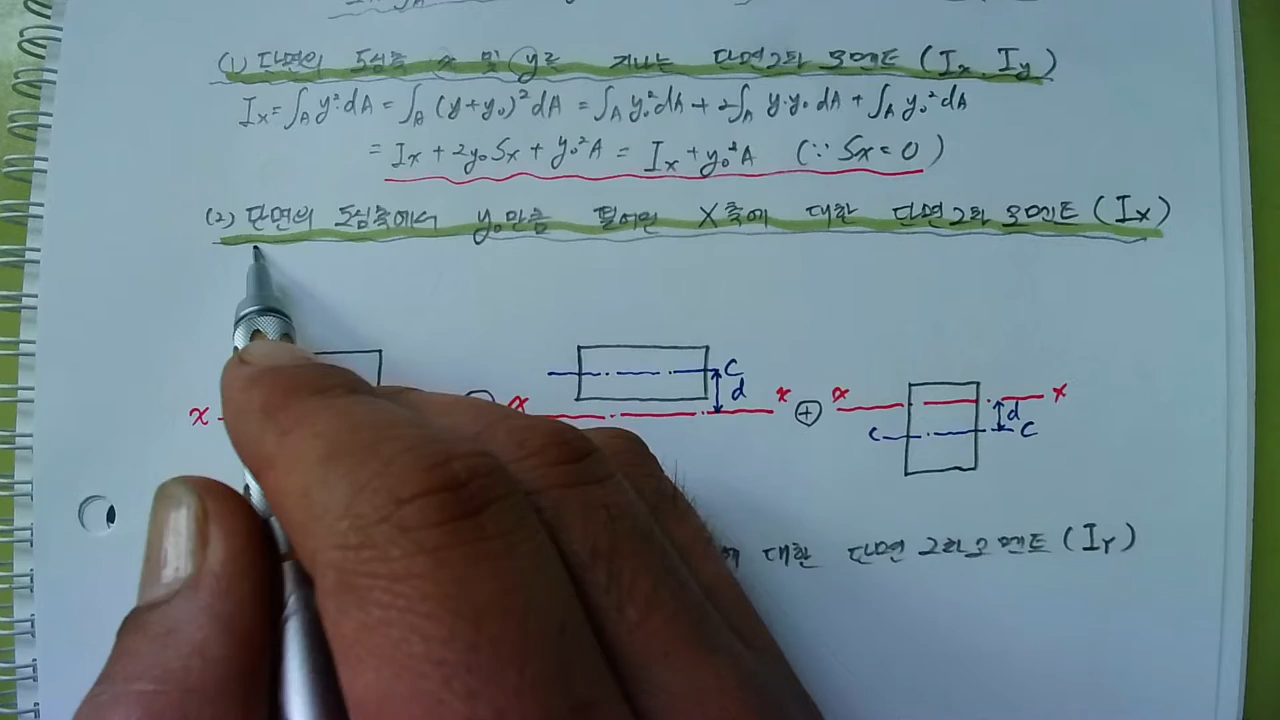 (1) 단면의 도심축 x 및 y를 지나는 단면2차 모멘트 (Ix. Iy)
Ix=∫A y²dA = ∫A (y+y₀)²dA = ∫A y₀²dA + 2∫A y·y₀ dA + ∫A y₀²dA
= Ix + 2y₀Sx + y₀²A = Ix + y₀²A (∵ Sx = 0)
(2) 단면의 도심축에서 y₀만큼 떨어진 X축에 대한 단면2차 모멘트 (Ix)
C
x d x ⊕ x d x
x C C
에 대한 단면 2차모멘트 (IY)